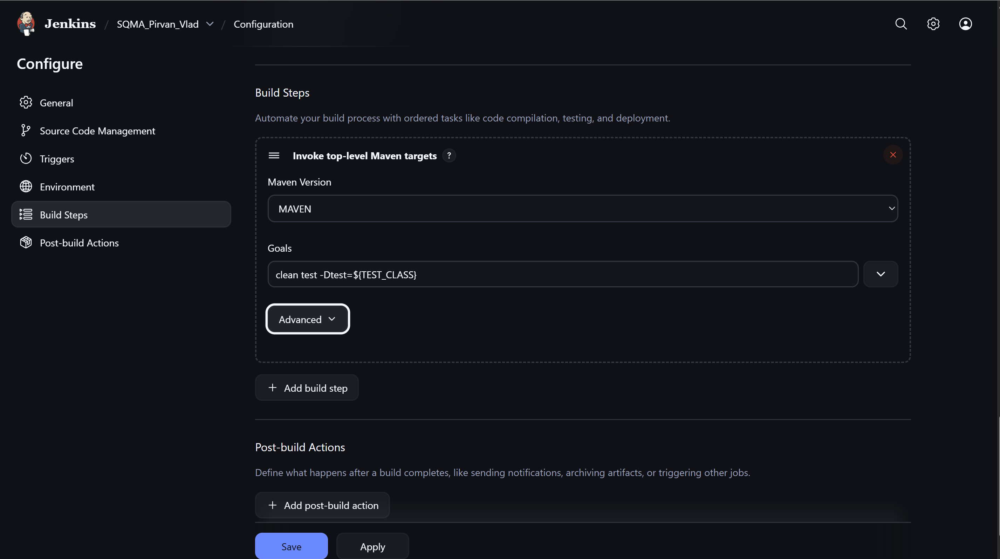 Jenkins / SQMA_Pirvan_Vlad / Configuration
Configure
General
Source Code Management
Triggers
Environment
Build Steps
Post-build Actions
Build Steps
Automate your build process with ordered tasks like code compilation, testing, and deployment.
Invoke top-level Maven targets ?
Maven Version
MAVEN
Goals
clean test -Dtest=${TEST_CLASS}
Advanced
+ Add build step
Post-build Actions
Define what happens after a build completes, like sending notifications, archiving artifacts, or triggering other jobs.
+ Add post-build action
Save
Apply